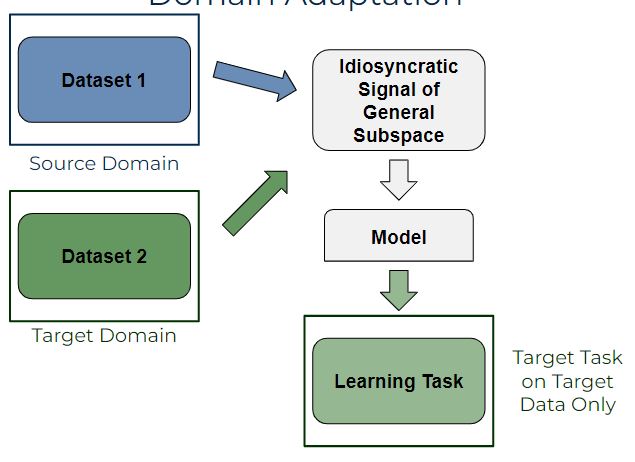 Domain Adaptation
Dataset 1
Source Domain
Idiosyncratic
Signal of
General
Subspace
Dataset 2
Target Domain
Model
Learning Task
Target Task
on Target
Data Only